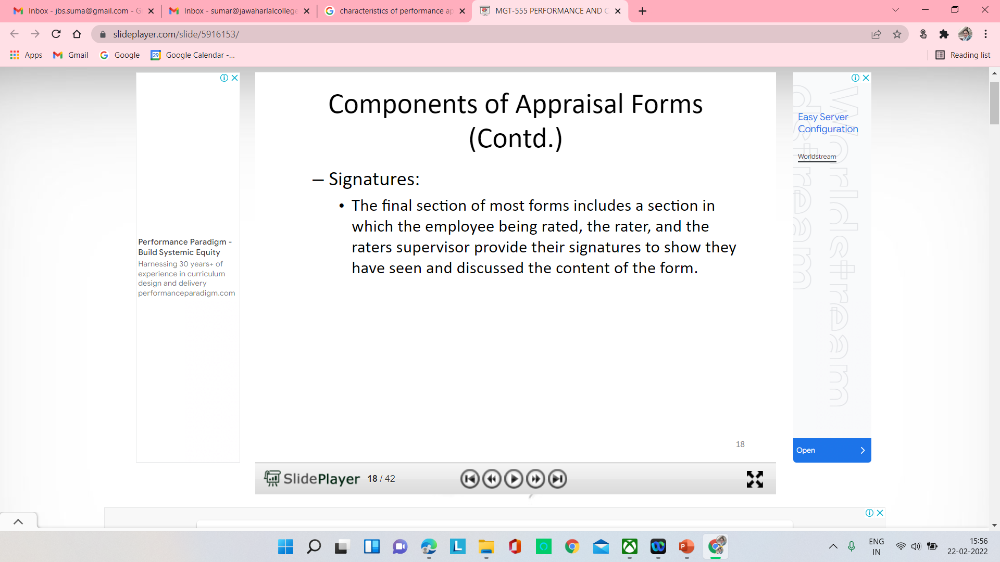 Inbox - jbs.suma@gmail.com - G
Inbox - sumar@jawaharlalcollege
characteristics of performance ap
MGT-555 PERFORMANCE AND C
slideplayer.com/slide/5916153/
Apps
Gmail
Google
29
Google Calendar -...
Reading list
Components of Appraisal Forms
(Contd.)
– Signatures:
• The final section of most forms includes a section in
which the employee being rated, the rater, and the
raters supervisor provide their signatures to show they
have seen and discussed the content of the form.
18
Performance Paradigm -
Build Systemic Equity
Harnessing 30 years+ of
experience in curriculum
design and delivery
performanceparadigm.com
Easy Server
Configuration
Worldstream
Worldstream
Open
SlidePlayer 18 / 42
ENG
IN
15:56
22-02-2022